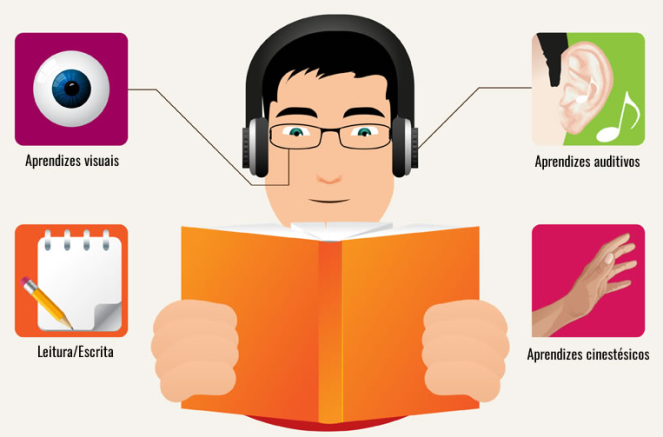 Aprendizes visuais
Aprendizes auditivos
Leitura/Escrita
Aprendizes cinestésicos